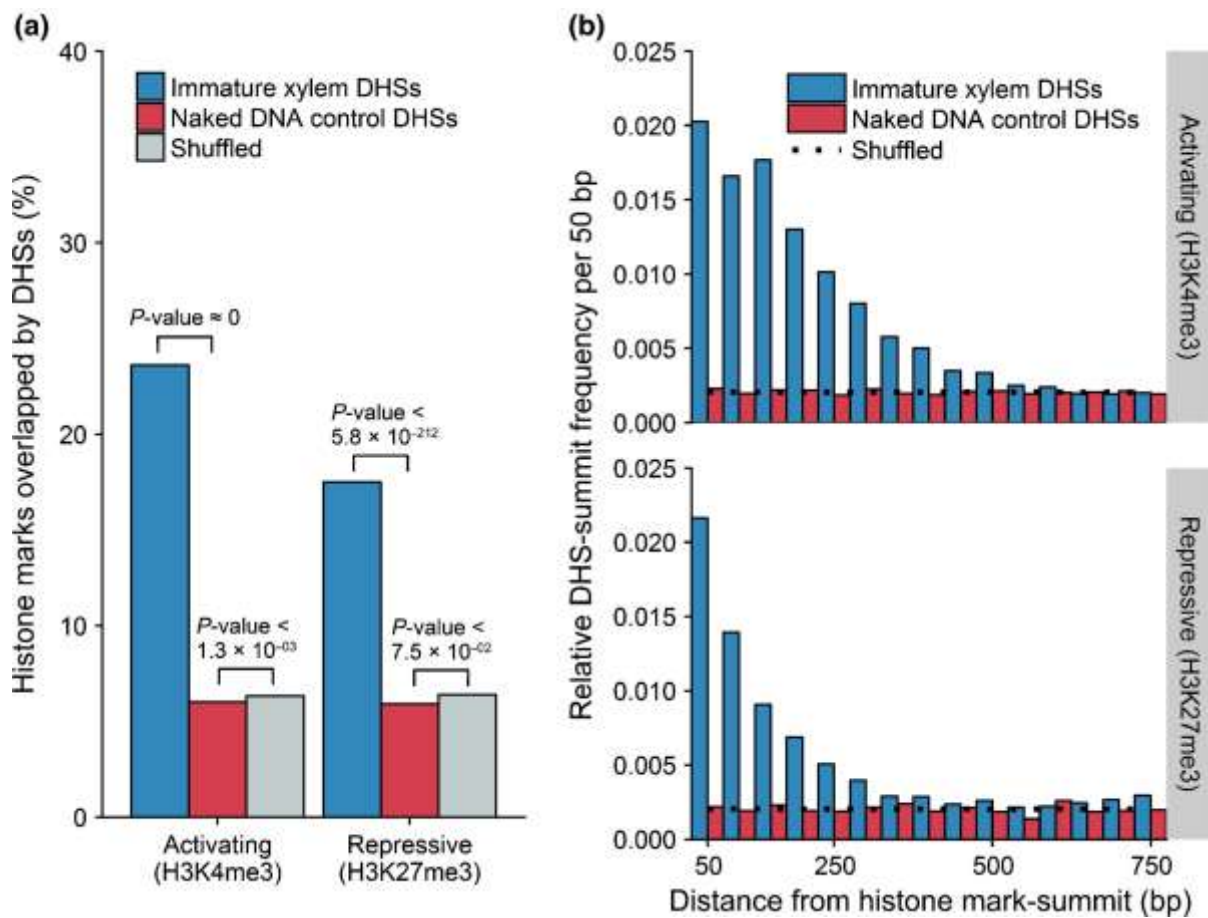 (a)
Histone marks overlapped by DHSs (%)
40
30
20
10
0
Immature xylem DHSs
Naked DNA control DHSs
Shuffled
P-value ≈ 0
P-value <
5.8 × 10⁻²¹²
P-value <
1.3 × 10⁻⁰³
P-value <
7.5 × 10⁻⁰²
Activating
(H3K4me3)
Repressive
(H3K27me3)
(b)
Relative DHS-summit frequency per 50 bp
0.025
0.020
0.015
0.010
0.005
0.000
Immature xylem DHSs
Naked DNA control DHSs
Shuffled
Activating (H3K4me3)
0.025
0.020
0.015
0.010
0.005
0.000
Repressive (H3K27me3)
50 250 500 750
Distance from histone mark-summit (bp)